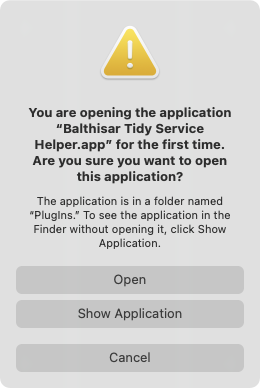 You are opening the application
“Balthisar Tidy Service
Helper.app” for the first time.
Are you sure you want to open
this application?
The application is in a folder named
“PlugIns.” To see the application in the
Finder without opening it, click Show
Application.
Open
Show Application
Cancel